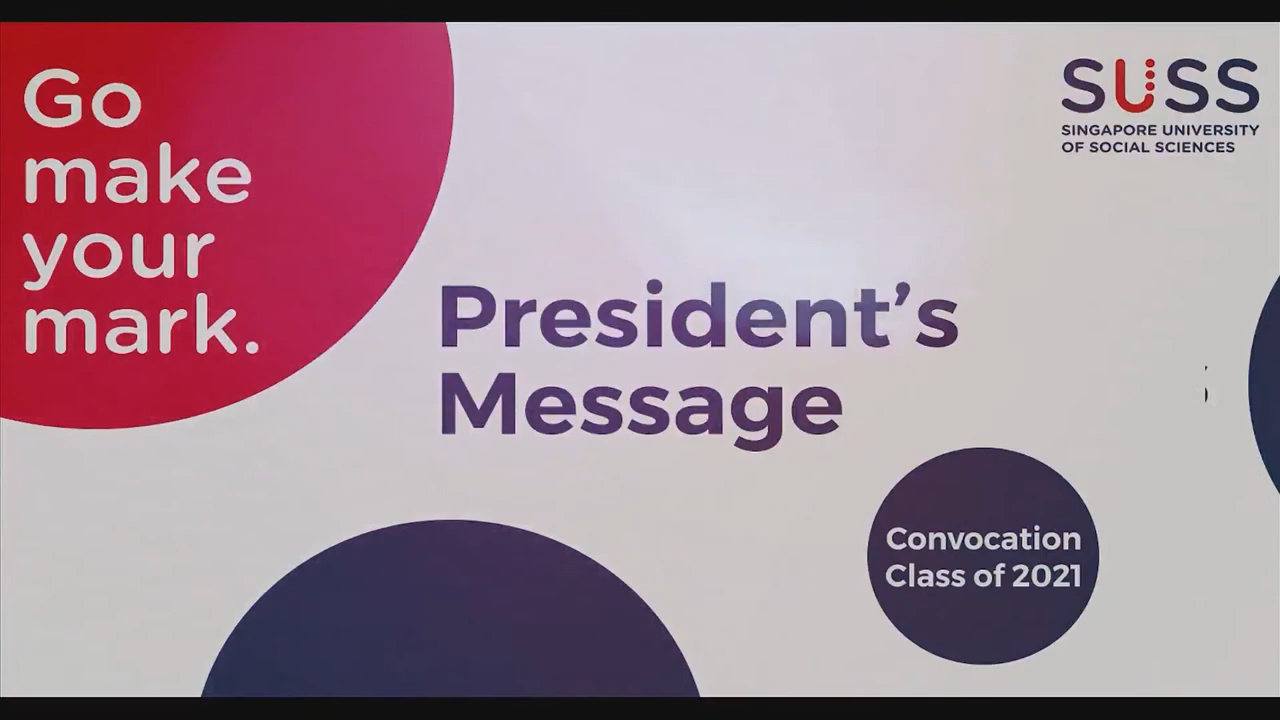 Go
make
your
mark.
SUSS
SINGAPORE UNIVERSITY
OF SOCIAL SCIENCES
President’s
Message
Convocation
Class of 2021